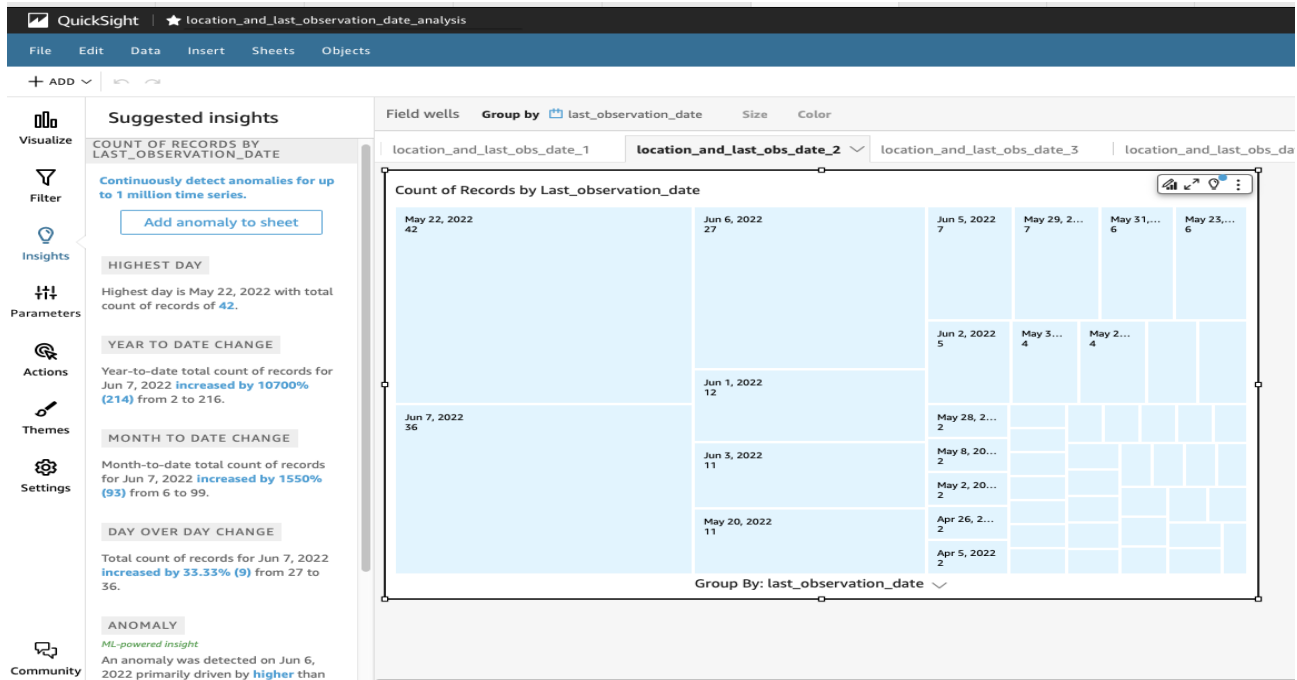 QuickSight
location_and_last_observation_date_analysis
File Edit Data Insert Sheets Objects
ADD
Visualize
Filter
Insights
Parameters
Actions
Themes
Settings
Community
Suggested insights
COUNT OF RECORDS BY
LAST_OBSERVATION_DATE
Continuously detect anomalies for up
to 1 million time series.
Add anomaly to sheet
HIGHEST DAY
Highest day is May 22, 2022 with total
count of records of 42.
YEAR TO DATE CHANGE
Year-to-date total count of records for
Jun 7, 2022 increased by 10700%
(214) from 2 to 216.
MONTH TO DATE CHANGE
Month-to-date total count of records
for Jun 7, 2022 increased by 1550%
(93) from 6 to 99.
DAY OVER DAY CHANGE
Total count of records for Jun 7, 2022
increased by 33.33% (9) from 27 to
36.
ANOMALY
ML-powered insight
An anomaly was detected on Jun 6,
2022 primarily driven by higher than
Field wells Group by last_observation_date Size Color
location_and_last_obs_date_1 location_and_last_obs_date_2 location_and_last_obs_date_3 location_and_last_obs_da
Count of Records by Last_observation_date
May 22, 2022
42
Jun 7, 2022
36
Jun 6, 2022
27
Jun 1, 2022
12
Jun 3, 2022
11
May 20, 2022
11
Jun 5, 2022
7
May 29, 2...
7
May 31,...
6
May 23,...
6
Jun 2, 2022
5
May 3...
4
May 2...
4
May 28, 2...
2
May 8, 20...
2
May 2, 20...
2
Apr 26, 2...
2
Apr 5, 2022
2
Group By: last_observation_date